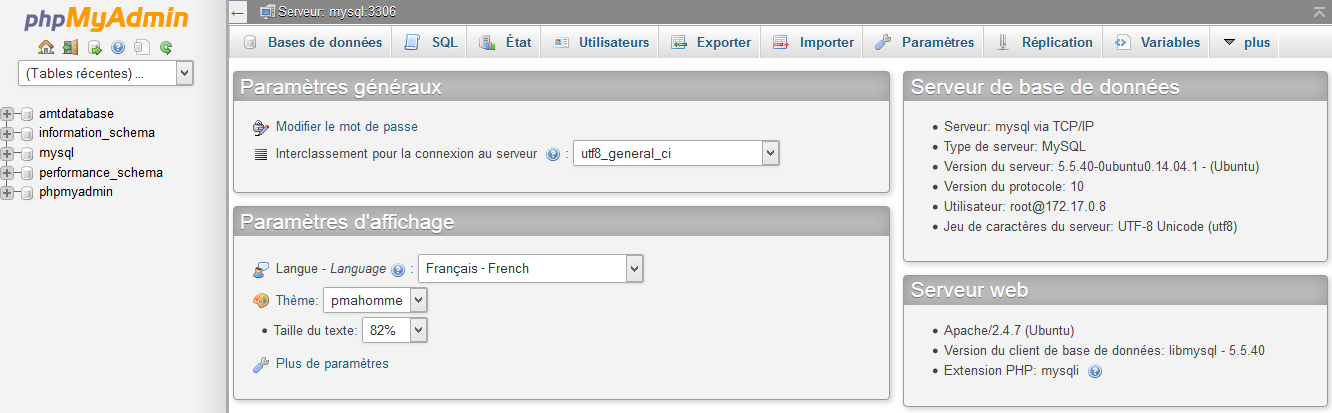 phpMyAdmin
(Tables récentes) ...
amtdatabase
information_schema
mysql
performance_schema
phpmyadmin
Serveur: mysql:3306
Bases de données
SQL
État
Utilisateurs
Exporter
Importer
Paramètres
Réplication
Variables
plus
Paramètres généraux
Modifier le mot de passe
Interclassement pour la connexion au serveur : utf8_general_ci
Paramètres d'affichage
Langue - Language : Français - French
Thème: pmahomme
• Taille du texte: 82%
Plus de paramètres
Serveur de base de données
• Serveur: mysql via TCP/IP
• Type de serveur: MySQL
• Version du serveur: 5.5.40-0ubuntu0.14.04.1 - (Ubuntu)
• Version du protocole: 10
• Utilisateur: root@172.17.0.8
• Jeu de caractères du serveur: UTF-8 Unicode (utf8)
Serveur web
• Apache/2.4.7 (Ubuntu)
• Version du client de base de données: libmysql - 5.5.40
• Extension PHP: mysqli